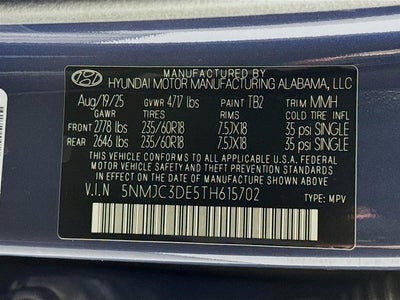 MANUFACTURED BY
HYUNDAI MOTOR MANUFACTURING ALABAMA, LLC
Aug/19/25 GVWR 4717 lbs PAINT TB2 TRIM MMH
GAWR TIRES RIMS COLD TIRE INFL.
FRONT 2778 lbs 235/60R18 7.5JX18 35 psi SINGLE
REAR 2646 lbs 235/60R18 7.5JX18 35 psi SINGLE
THIS VEHICLE CONFORMS TO ALL APPLICABLE U.S.A. FEDERAL MOTOR
VEHICLE SAFETY, BUMPER, AND THEFT PREVENTION STANDARDS IN
EFFECT ON THE DATE OF MANUFACTURE SHOWN ABOVE.
V.I.N 5NMJC3DE5TH615702
TYPE: MPV